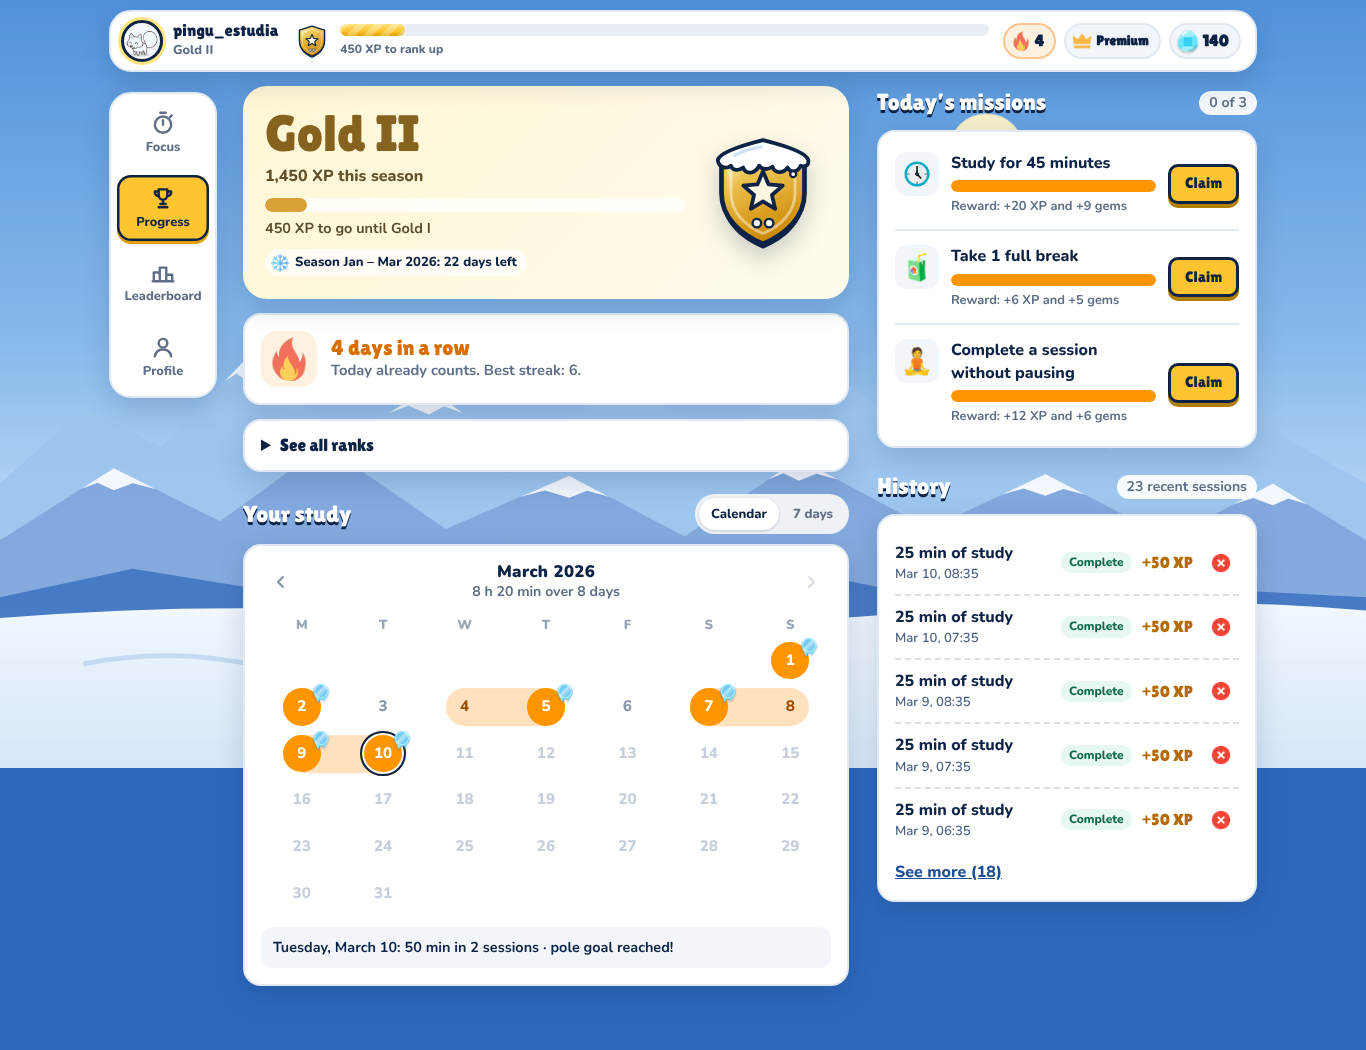 pingu_estudia
Gold II
450 XP to rank up
4
Premium
140
Focus
Progress
Leaderboard
Profile
Gold II
1,450 XP this season
450 XP to go until Gold I
Season Jan – Mar 2026: 22 days left
4 days in a row
Today already counts. Best streak: 6.
See all ranks
Your study
Calendar
7 days
March 2026
8 h 20 min over 8 days
M T W T F S S
1
2 3 4 5 6 7 8
9 10 11 12 13 14 15
16 17 18 19 20 21 22
23 24 25 26 27 28 29
30 31
Tuesday, March 10: 50 min in 2 sessions · pole goal reached!
Today's missions
0 of 3
Study for 45 minutes
Reward: +20 XP and +9 gems
Claim
Take 1 full break
Reward: +6 XP and +5 gems
Claim
Complete a session
without pausing
Reward: +12 XP and +6 gems
Claim
History
23 recent sessions
25 min of study
Mar 10, 08:35
Complete
+50 XP
25 min of study
Mar 10, 07:35
Complete
+50 XP
25 min of study
Mar 9, 08:35
Complete
+50 XP
25 min of study
Mar 9, 07:35
Complete
+50 XP
25 min of study
Mar 9, 06:35
Complete
+50 XP
See more (18)